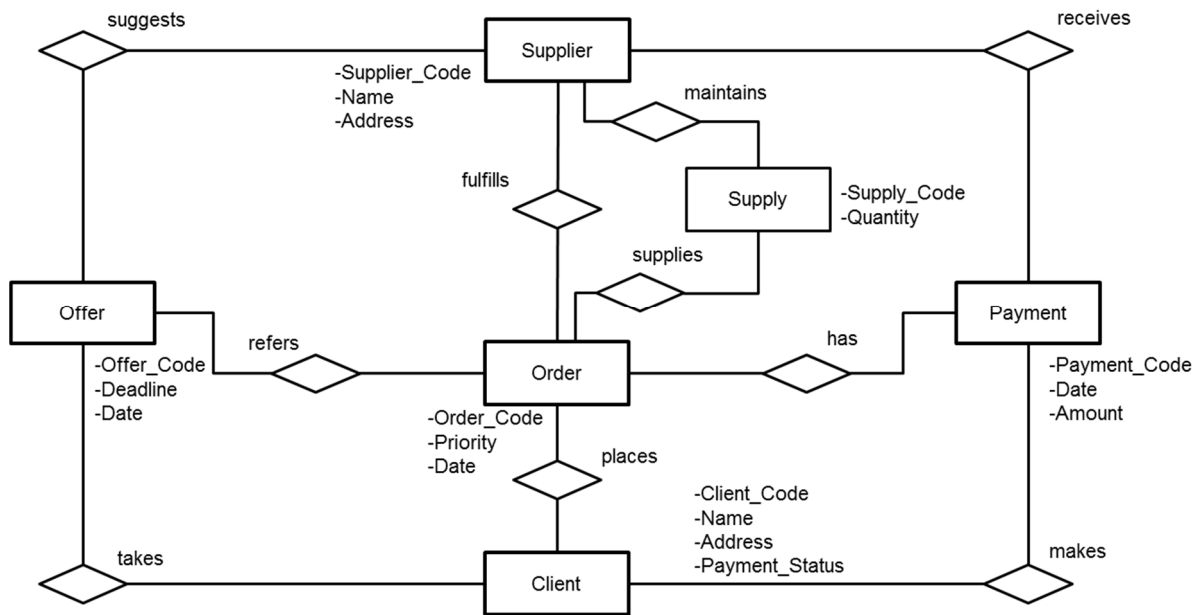 suggests
Supplier
receives
-Supplier_Code
-Name
-Address
maintains
fulfills
Supply
-Supply_Code
-Quantity
supplies
Offer
Payment
refers
has
-Offer_Code
-Deadline
-Date
Order
-Payment_Code
-Date
-Amount
-Order_Code
-Priority
-Date
places
-Client_Code
-Name
-Address
-Payment_Status
takes
Client
makes